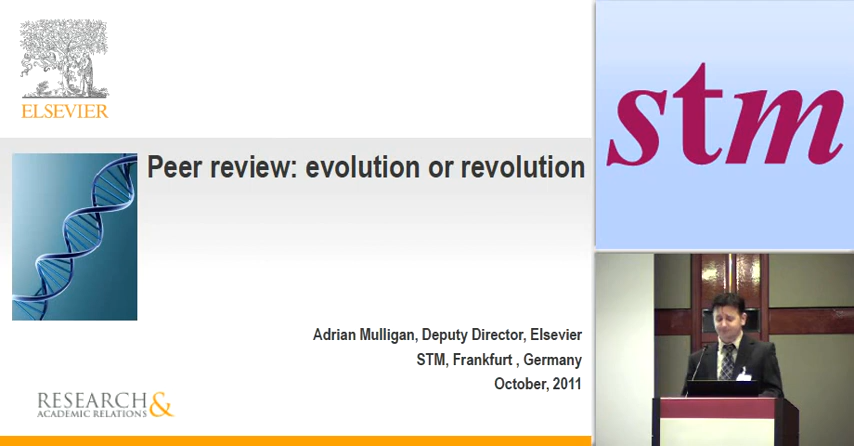 ELSEVIER
Peer review: evolution or revolution
Adrian Mulligan, Deputy Director, Elsevier
STM, Frankfurt , Germany
October, 2011
RESEARCH &
ACADEMIC RELATIONS
stm